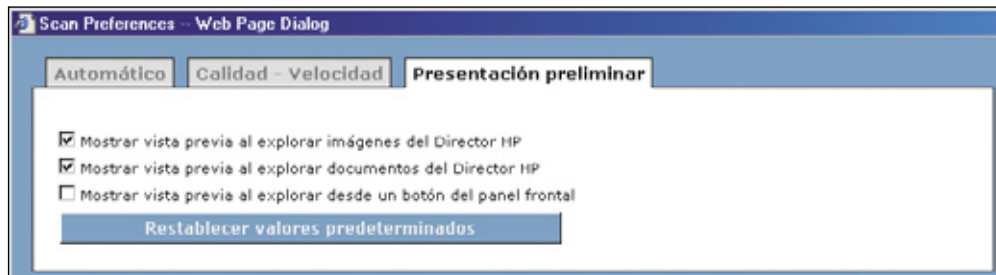 Scan Preferences -- Web Page Dialog
Automático Calidad - Velocidad Presentación preliminar
Mostrar vista previa al explorar imágenes del Director HP
Mostrar vista previa al explorar documentos del Director HP
Mostrar vista previa al explorar desde un botón del panel frontal
Restablecer valores predeterminados